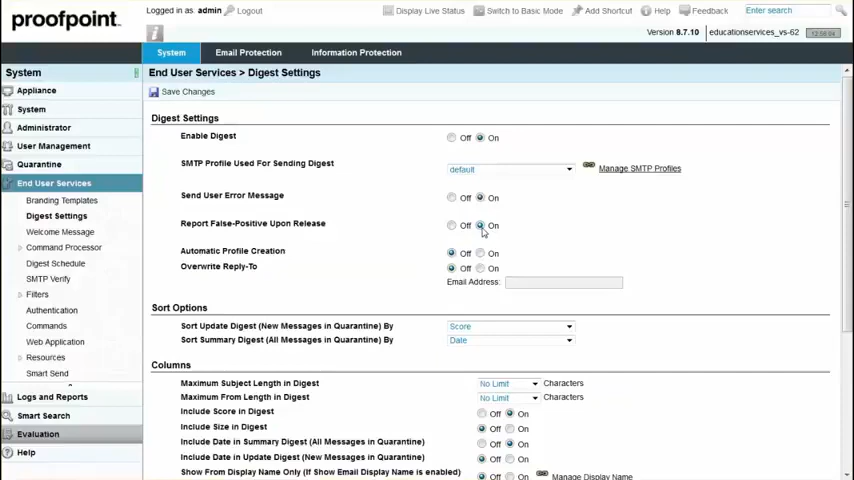 proofpoint.
Logged in as: admin Logout
Display Live Status Switch to Basic Mode Add Shortcut Help Feedback Enter search
Version 8.7.10 educationservices_vs-62
System Email Protection Information Protection
System
Appliance
System
Administrator
User Management
Quarantine
End User Services
Branding Templates
Digest Settings
Welcome Message
Command Processor
Digest Schedule
SMTP Verify
Filters
Authentication
Commands
Web Application
Resources
Smart Send
Logs and Reports
Smart Search
Evaluation
Help
End User Services > Digest Settings
Save Changes
Digest Settings
Enable Digest Off On
SMTP Profile Used For Sending Digest default Manage SMTP Profiles
Send User Error Message Off On
Report False-Positive Upon Release Off On
Automatic Profile Creation Off On
Overwrite Reply-To Off On
Email Address:
Sort Options
Sort Update Digest (New Messages in Quarantine) By Score
Sort Summary Digest (All Messages in Quarantine) By Date
Columns
Maximum Subject Length in Digest No Limit Characters
Maximum From Length in Digest No Limit Characters
Include Score in Digest Off On
Include Size in Digest Off On
Include Date in Summary Digest (All Messages in Quarantine) Off On
Include Date in Update Digest (New Messages in Quarantine) Off On
Show From Display Name Only (If Show Email Display Name is enabled) Off On Manage Display Name